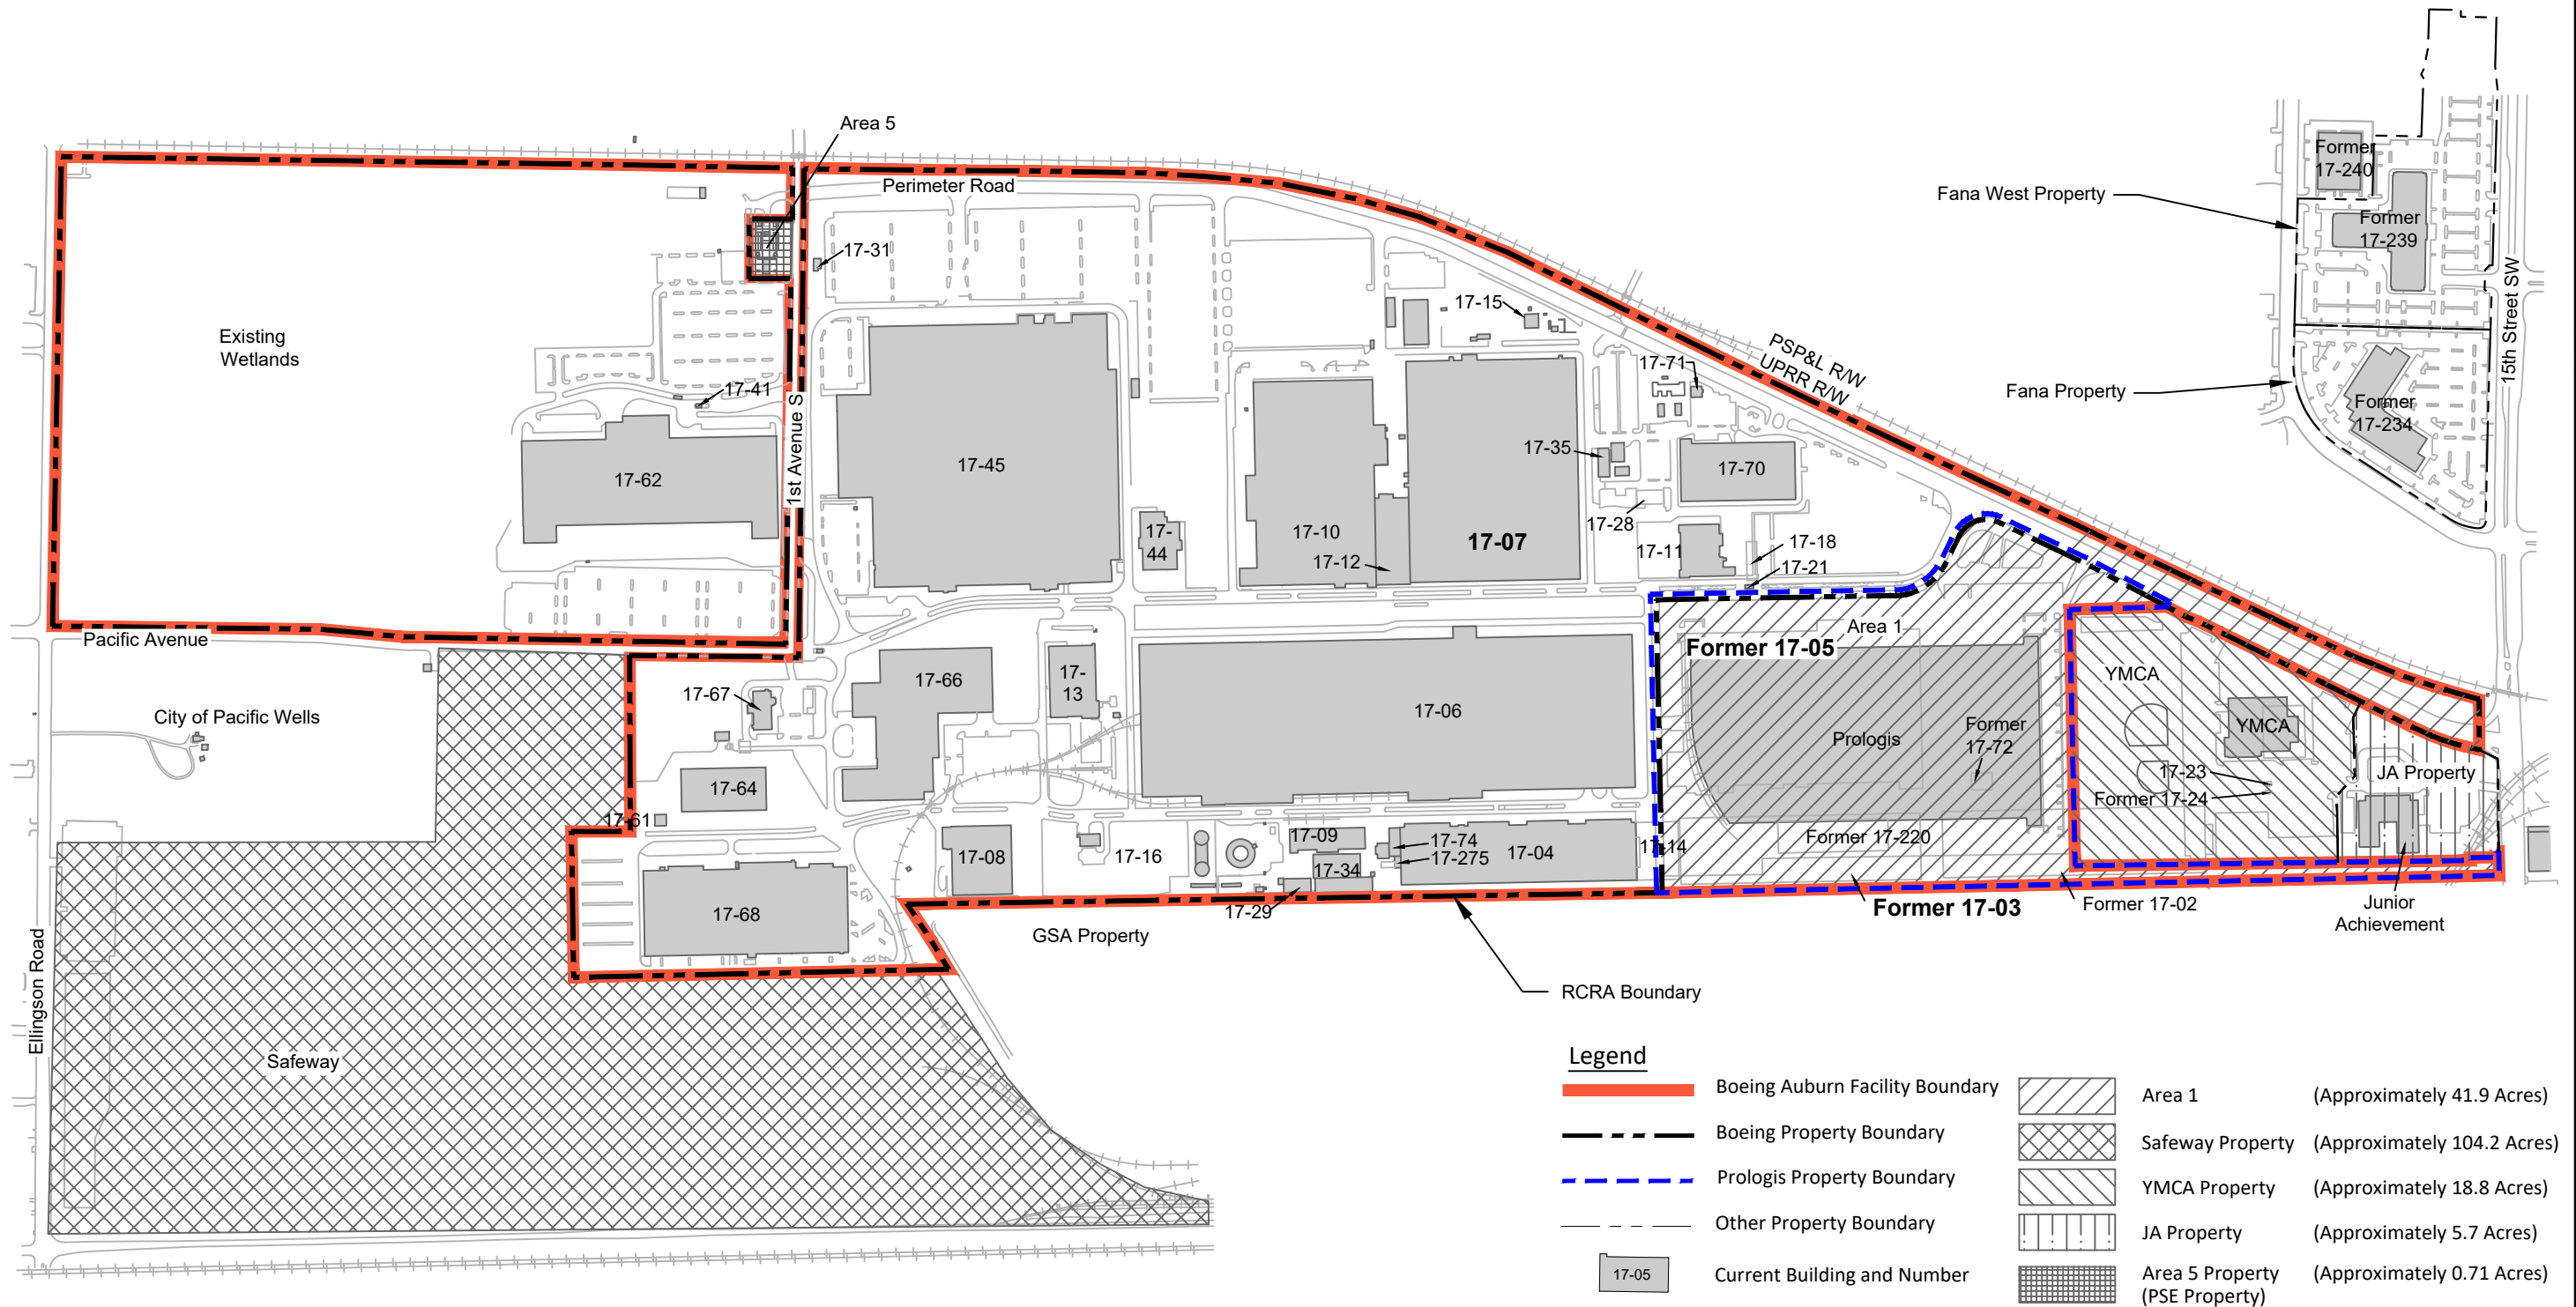 Area 5
Perimeter Road
17-31
Existing
Wetlands
17-41
1st Avenue S
17-62
17-45
17-
44
17-10
17-12
17-07
17-15
17-71
17-35
17-70
17-28
17-11
17-18
17-21
PSP&L R/W
UPRR R/W
Fana West Property
Fana Property
Former
17-240
Former
17-239
Former
17-234
15th Street SW
Pacific Avenue
City of Pacific Wells
17-67
17-66
17-
13
17-06
17-64
17-61
17-68
17-08
17-16
17-09
17-34
17-29
17-74
17-275
17-04
17-14
Area 1
Former 17-05
Prologis
Former
17-72
Former 17-220
YMCA
YMCA
17-23
Former 17-24
JA Property
Former 17-03
Former 17-02
Junior
Achievement
GSA Property
RCRA Boundary
Ellingson Road
Safeway
Legend
Boeing Auburn Facility Boundary
Boeing Property Boundary
Prologis Property Boundary
Other Property Boundary
17-05
Current Building and Number
Area 1 (Approximately 41.9 Acres)
Safeway Property (Approximately 104.2 Acres)
YMCA Property (Approximately 18.8 Acres)
JA Property (Approximately 5.7 Acres)
Area 5 Property (Approximately 0.71 Acres)
(PSE Property)